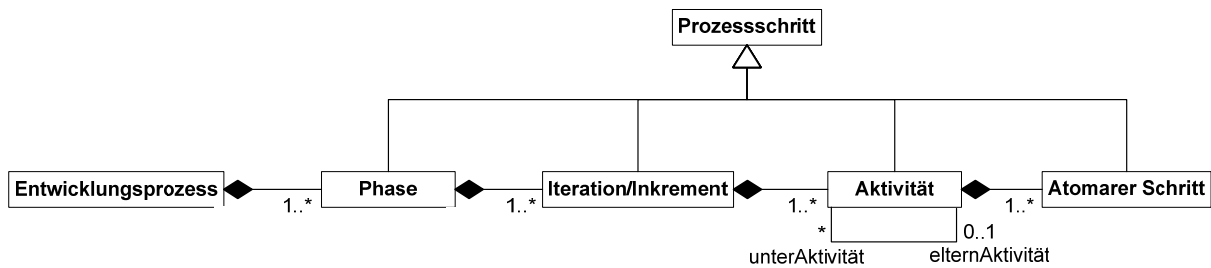 Prozessschritt
Entwicklungsprozess
Phase
Iteration/Inkrement
Aktivität
Atomarer Schritt
1..*
1..*
1..*
1..*
*
0..1
unterAktivität
elternAktivität